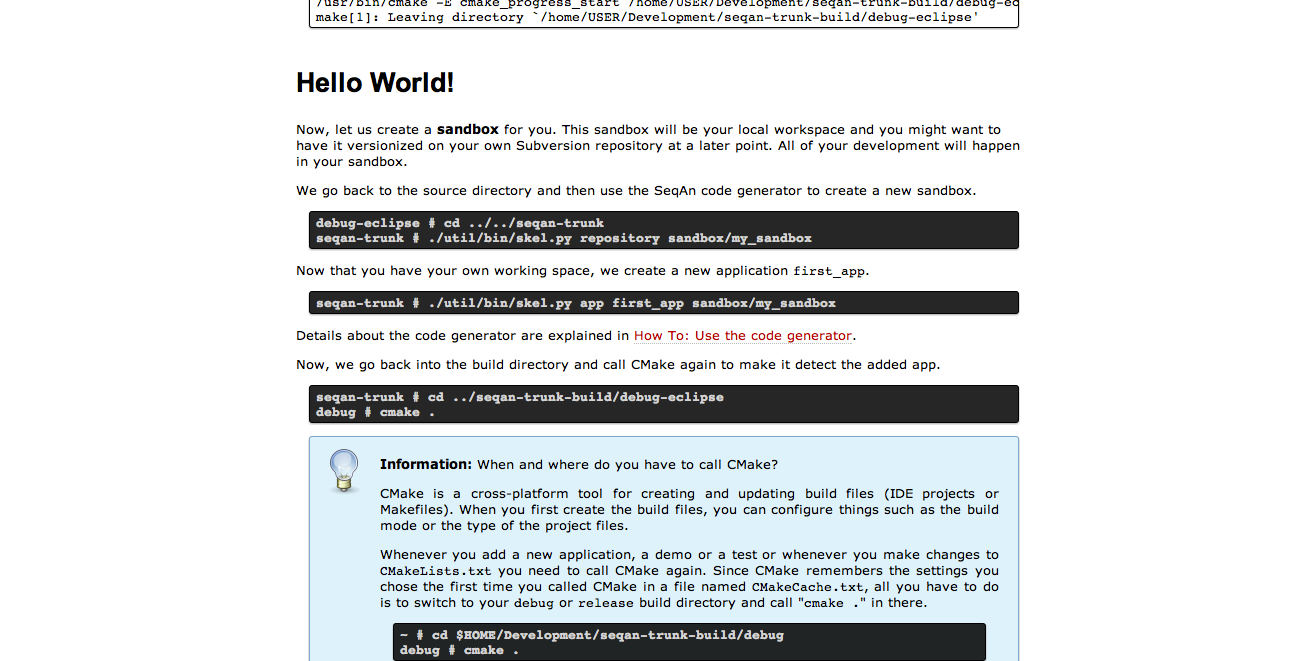 /usr/bin/cmake -E cmake_progress_start /home/USER/Development/seqan-trunk-build/debug-ec
make[1]: Leaving directory `/home/USER/Development/seqan-trunk-build/debug-eclipse'
Hello World!
Now, let us create a sandbox for you. This sandbox will be your local workspace and you might want to
have it versionized on your own Subversion repository at a later point. All of your development will happen
in your sandbox.
We go back to the source directory and then use the SeqAn code generator to create a new sandbox.
debug-eclipse # cd ../../seqan-trunk
seqan-trunk # ./util/bin/skel.py repository sandbox/my_sandbox
Now that you have your own working space, we create a new application first_app.
seqan-trunk # ./util/bin/skel.py app first_app sandbox/my_sandbox
Details about the code generator are explained in How To: Use the code generator.
Now, we go back into the build directory and call CMake again to make it detect the added app.
seqan-trunk # cd ../seqan-trunk-build/debug-eclipse
debug # cmake .
Information: When and where do you have to call CMake?
CMake is a cross-platform tool for creating and updating build files (IDE projects or
Makefiles). When you first create the build files, you can configure things such as the build
mode or the type of the project files.
Whenever you add a new application, a demo or a test or whenever you make changes to
CMakeLists.txt you need to call CMake again. Since CMake remembers the settings you
chose the first time you called CMake in a file named CMakeCache.txt, all you have to do
is to switch to your debug or release build directory and call "cmake ." in there.
~ # cd $HOME/Development/seqan-trunk-build/debug
debug # cmake .